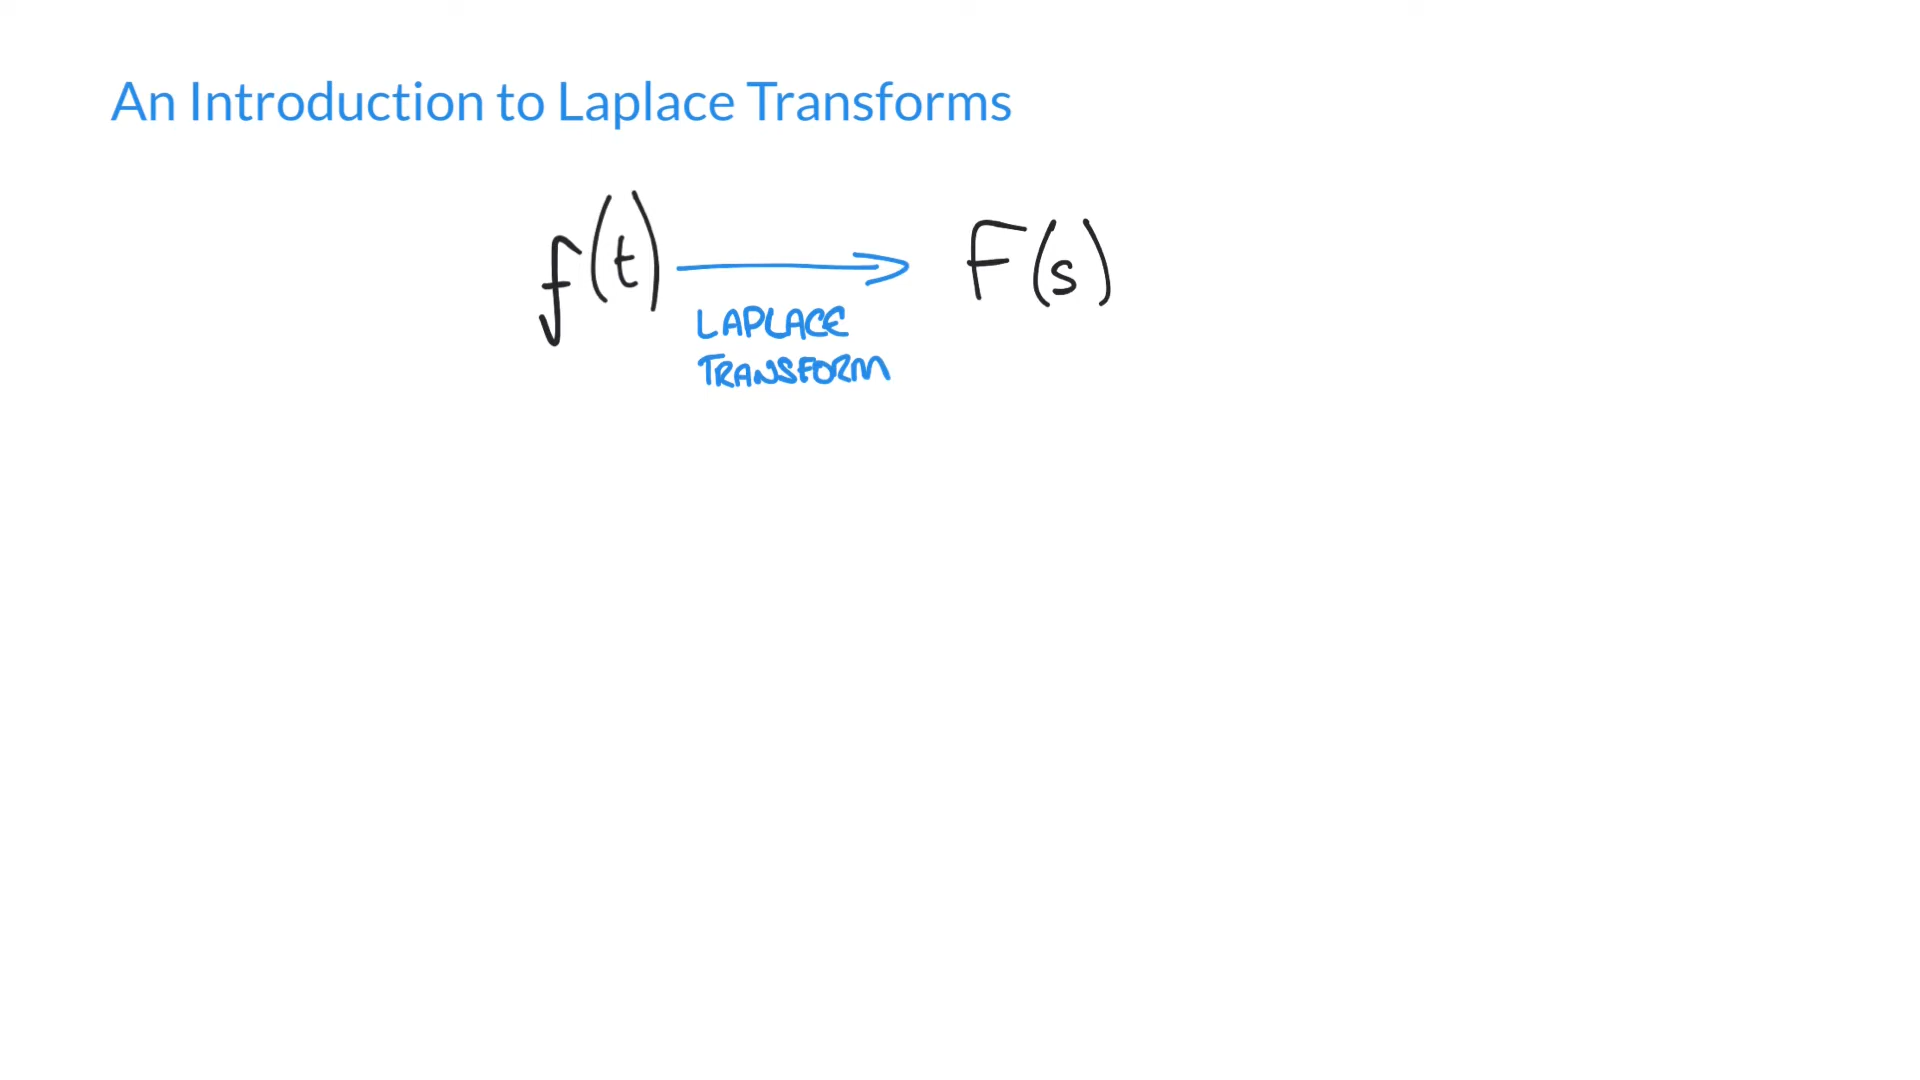 An Introduction to Laplace Transforms
f(t) → F(s)
LAPLACE
TRANSFORM